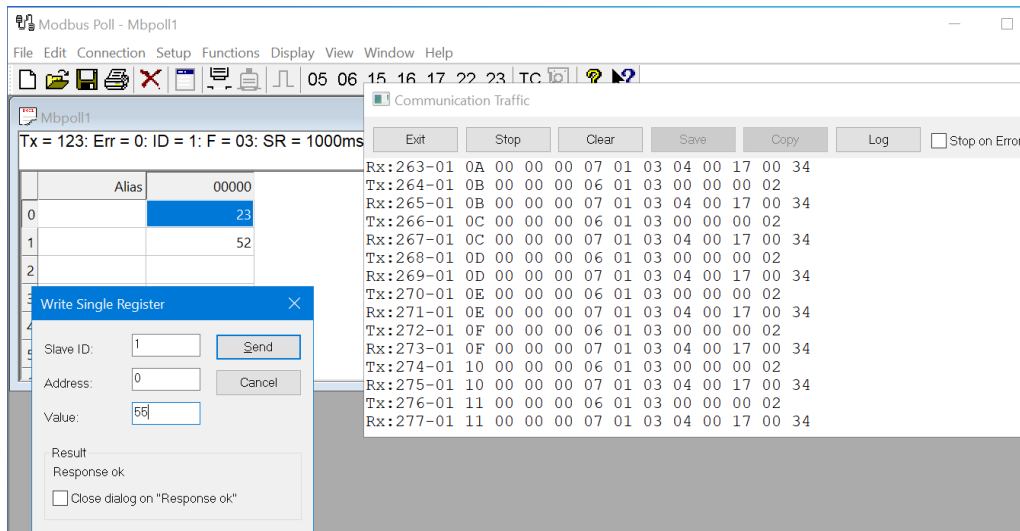 Modbus Poll - Mbpoll1
File Edit Connection Setup Functions Display View Window Help
05 06 15 16 17 22 23 TC
Mbpoll1
Tx = 123: Err = 0: ID = 1: F = 03: SR = 1000ms
Alias 00000
0 23
1 52
2
Write Single Register
Slave ID: 1 Send
Address: 0 Cancel
Value: 55
Result
Response ok
Close dialog on "Response ok"
Communication Traffic
Exit Stop Clear Save Copy Log Stop on Error
Rx:263-01 0A 00 00 00 07 01 03 04 00 17 00 34
Tx:264-01 0B 00 00 00 06 01 03 00 00 00 02
Rx:265-01 0B 00 00 00 07 01 03 04 00 17 00 34
Tx:266-01 0C 00 00 00 06 01 03 00 00 00 02
Rx:267-01 0C 00 00 00 07 01 03 04 00 17 00 34
Tx:268-01 0D 00 00 00 06 01 03 00 00 00 02
Rx:269-01 0D 00 00 00 07 01 03 04 00 17 00 34
Tx:270-01 0E 00 00 00 06 01 03 00 00 00 02
Rx:271-01 0E 00 00 00 07 01 03 04 00 17 00 34
Tx:272-01 0F 00 00 00 06 01 03 00 00 00 02
Rx:273-01 0F 00 00 00 07 01 03 04 00 17 00 34
Tx:274-01 10 00 00 00 06 01 03 00 00 00 02
Rx:275-01 10 00 00 00 07 01 03 04 00 17 00 34
Tx:276-01 11 00 00 00 06 01 03 00 00 00 02
Rx:277-01 11 00 00 00 07 01 03 04 00 17 00 34